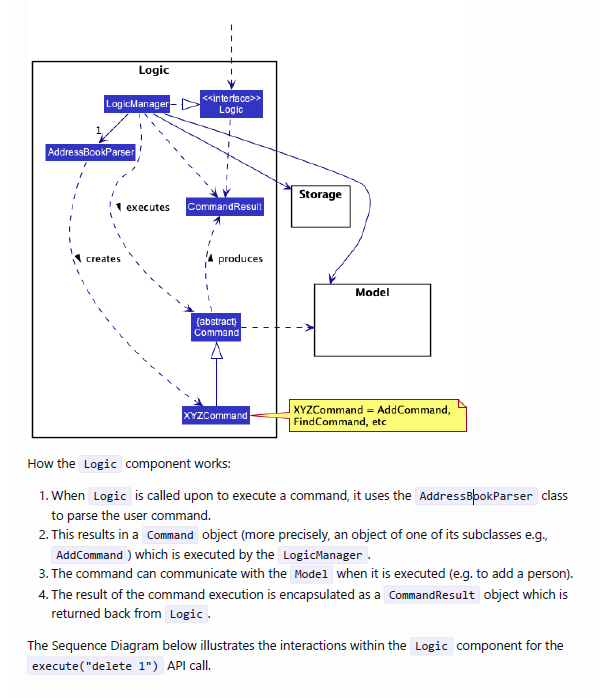 Logic
LogicManager
<<interface>>
Logic
1
AddressBookParser
Storage
executes
CommandResult
creates
produces
Model
{abstract}
Command
XYZCommand
XYZCommand = AddCommand,
FindCommand, etc
How the Logic component works:
1. When Logic is called upon to execute a command, it uses the AddressBookParser class
to parse the user command.
2. This results in a Command object (more precisely, an object of one of its subclasses e.g.,
AddCommand ) which is executed by the LogicManager .
3. The command can communicate with the Model when it is executed (e.g. to add a person).
4. The result of the command execution is encapsulated as a CommandResult object which is
returned back from Logic .
The Sequence Diagram below illustrates the interactions within the Logic component for the
execute("delete 1") API call.